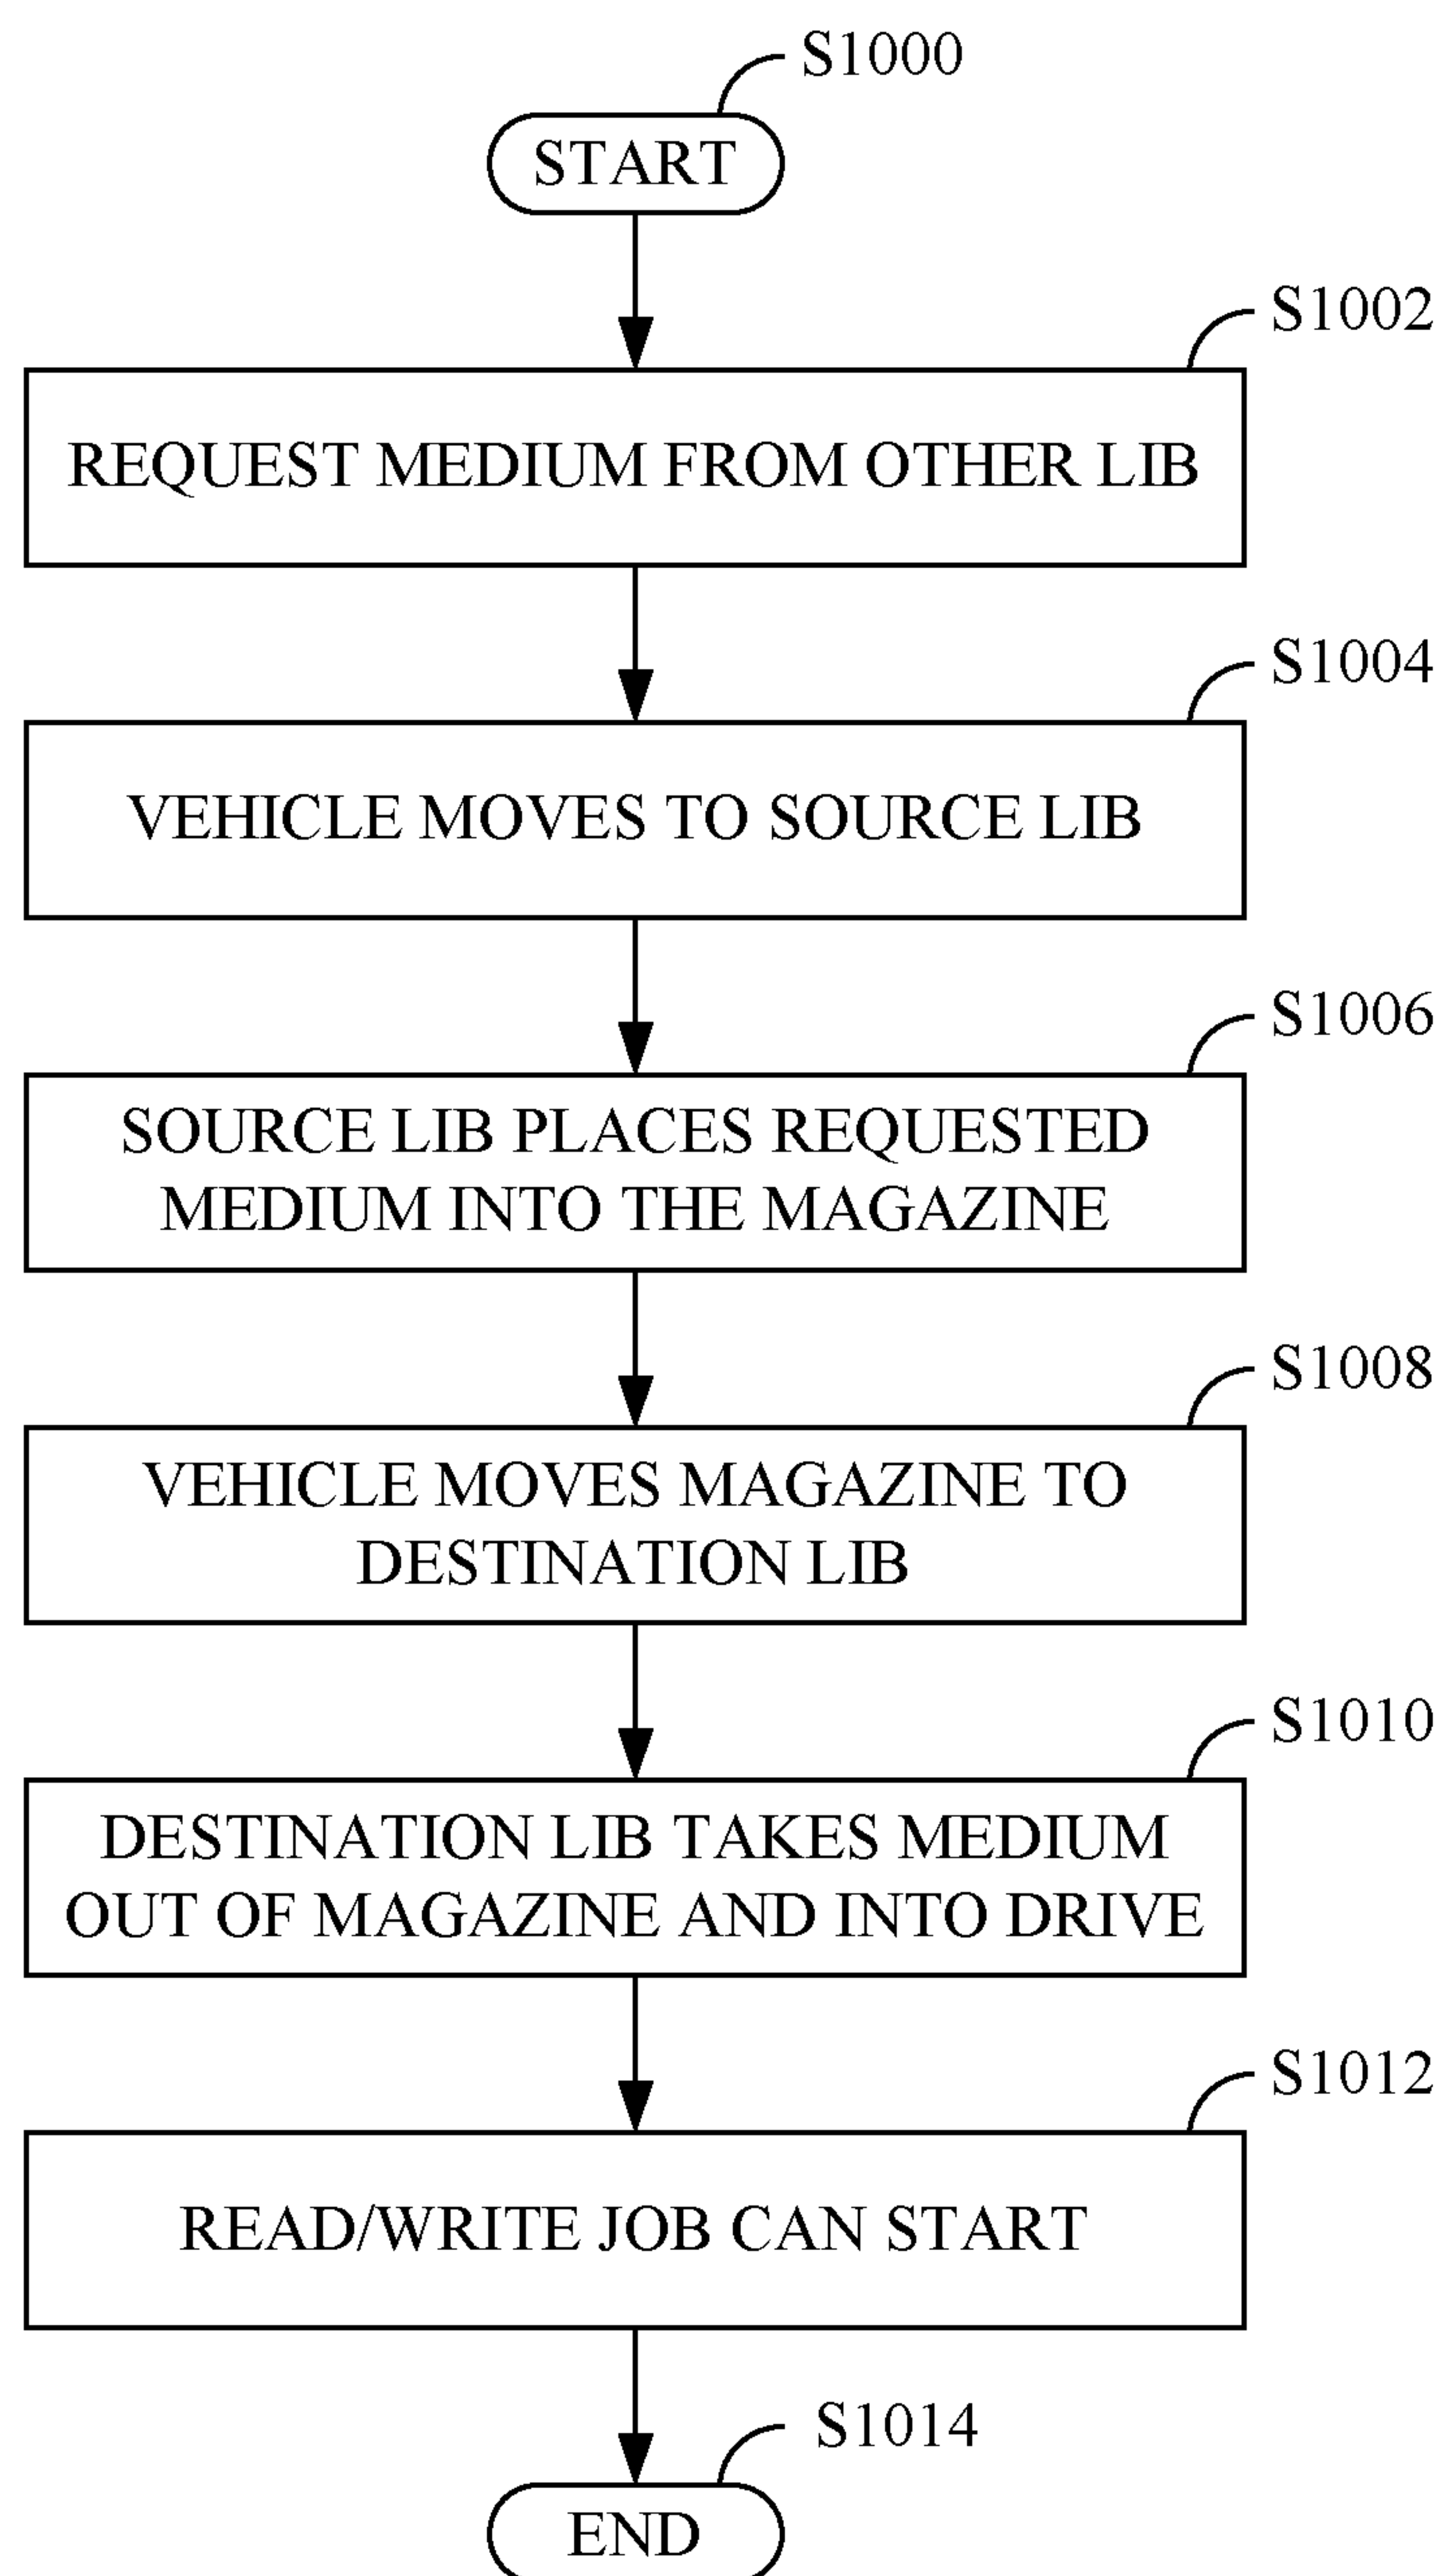 S1000
START
S1002
REQUEST MEDIUM FROM OTHER LIB
S1004
VEHICLE MOVES TO SOURCE LIB
S1006
SOURCE LIB PLACES REQUESTED
MEDIUM INTO THE MAGAZINE
S1008
VEHICLE MOVES MAGAZINE TO
DESTINATION LIB
S1010
DESTINATION LIB TAKES MEDIUM
OUT OF MAGAZINE AND INTO DRIVE
S1012
READ/WRITE JOB CAN START
S1014
END